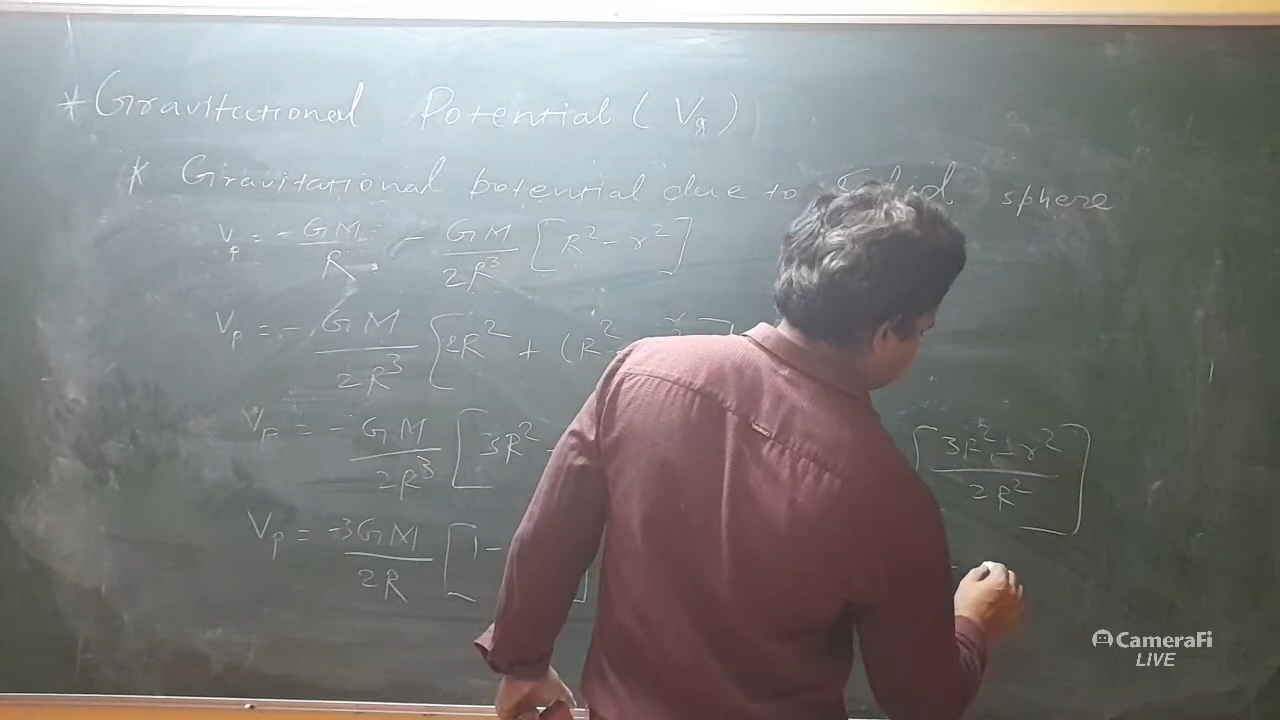 * Gravitational Potential (Vg)
* Gravitational potential due to Solid sphere
Vp = - GM/R - GM/2R³ [R² - r²]
Vp = - GM/2R³ [2R² + (R²
Vp = - GM/2R³ [3R² -
[3R² - r² / 2R²]
Vp = -3GM/2R [1 -
CameraFi
LIVE